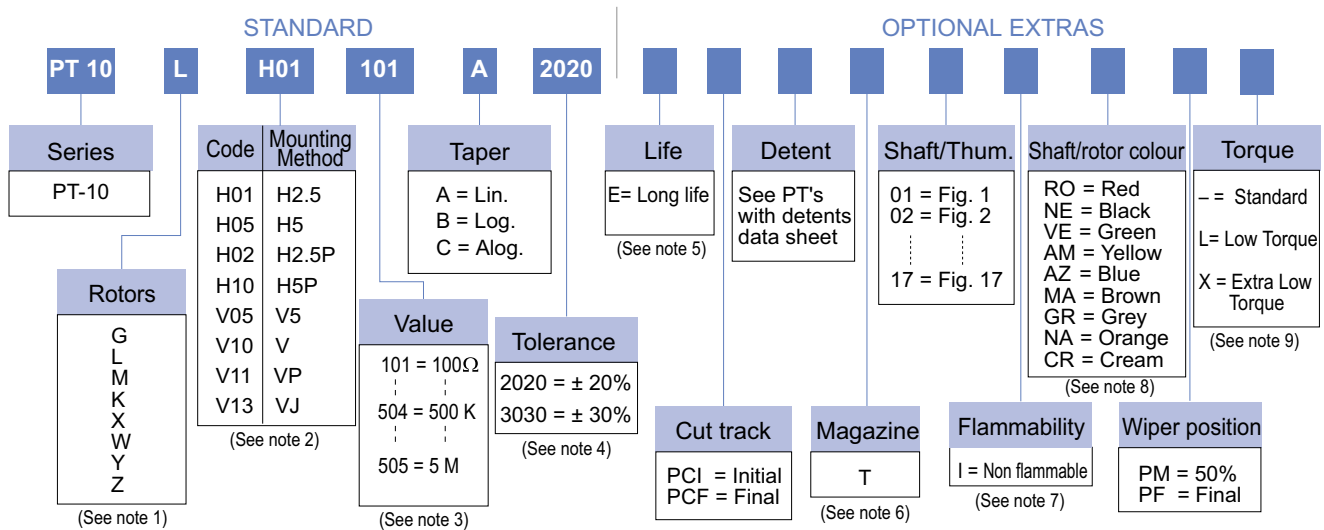 STANDARD
OPTIONAL EXTRAS
PT 10 L H01 101 A 2020
Series
PT-10
Rotors
G
L
M
K
X
W
Y
Z
(See note 1)
Code Mounting Method
H01 H2.5
H05 H5
H02 H2.5P
H10 H5P
V05 V5
V10 V
V11 VP
V13 VJ
(See note 2)
Value
101 = 100Ω
504 = 500 K
505 = 5 M
(See note 3)
Taper
A = Lin.
B = Log.
C = Alog.
Tolerance
2020 = ± 20%
3030 = ± 30%
(See note 4)
Life
E= Long life
(See note 5)
Cut track
PCI = Initial
PCF = Final
Detent
See PT's
with detents
data sheet
Magazine
T
(See note 6)
Shaft/Thum.
01 = Fig. 1
02 = Fig. 2
17 = Fig. 17
Flammability
I = Non flammable
(See note 7)
Shaft/rotor colour
RO = Red
NE = Black
VE = Green
AM = Yellow
AZ = Blue
MA = Brown
GR = Grey
NA = Orange
CR = Cream
(See note 8)
Wiper position
PM = 50%
PF = Final
Torque
– = Standard
L= Low Torque
X = Extra Low
Torque
(See note 9)